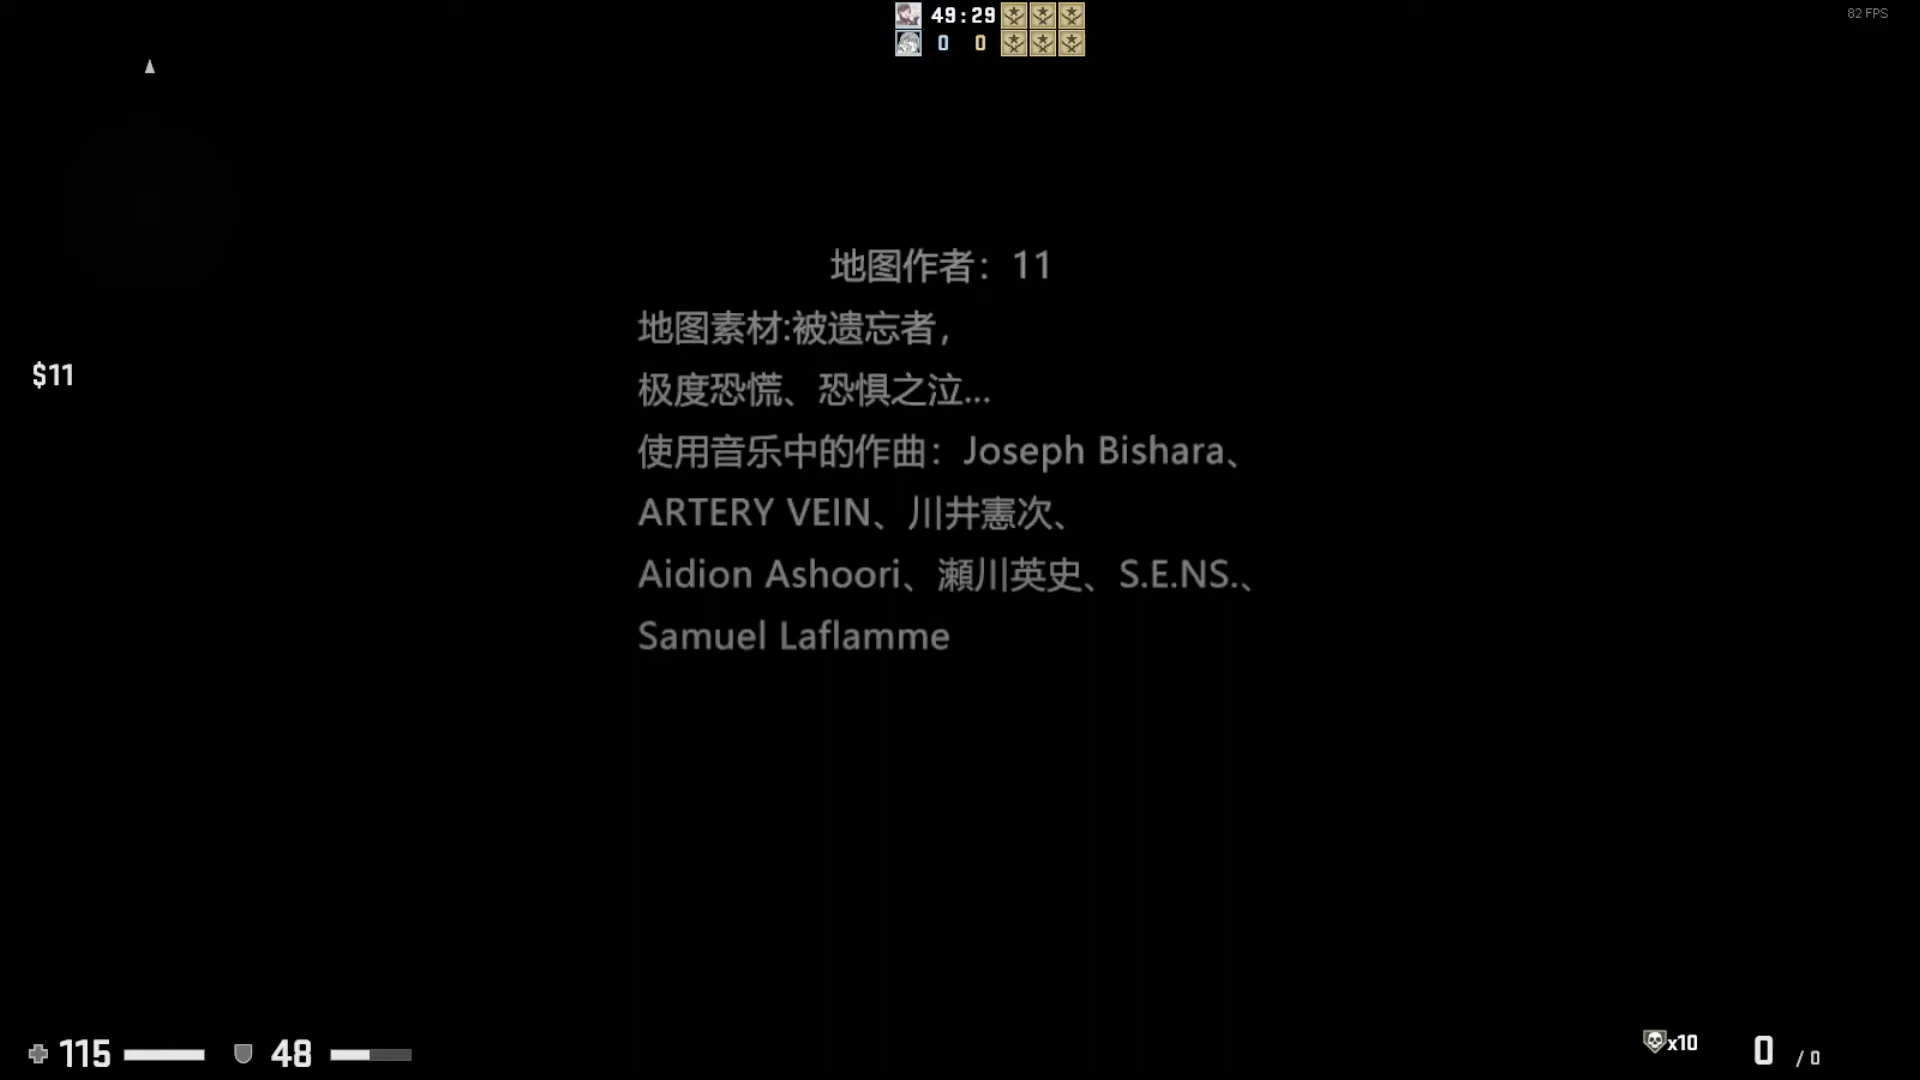 49:29
0 0
82 FPS
地图作者：11
地图素材:被遗忘者，
$11
极度恐慌、恐惧之泣...
使用音乐中的作曲：Joseph Bishara、
ARTERY VEIN、川井憲次、
Aidion Ashoori、瀬川英史、S.E.NS.、
Samuel Laflamme
115 48
x10 0 / 0